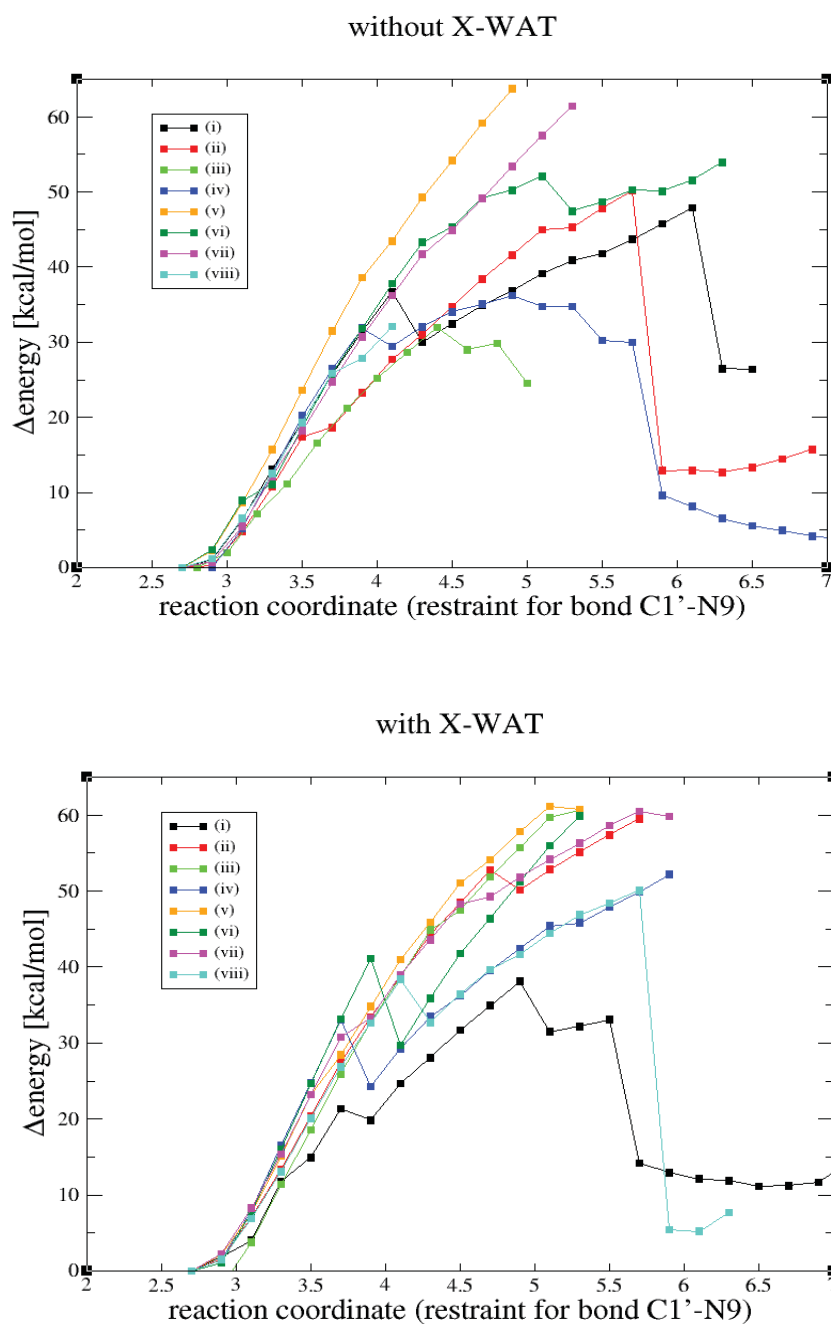 without X-WAT
60
50
40
30
20
10
0
Δenergy [kcal/mol]
(i)
(ii)
(iii)
(iv)
(v)
(vi)
(vii)
(viii)
2 2.5 3 3.5 4 4.5 5 5.5 6 6.5 7
reaction coordinate (restraint for bond C1'-N9)
with X-WAT
60
50
40
30
20
10
0
Δenergy [kcal/mol]
(i)
(ii)
(iii)
(iv)
(v)
(vi)
(vii)
(viii)
2 2.5 3 3.5 4 4.5 5 5.5 6 6.5 7
reaction coordinate (restraint for bond C1'-N9)